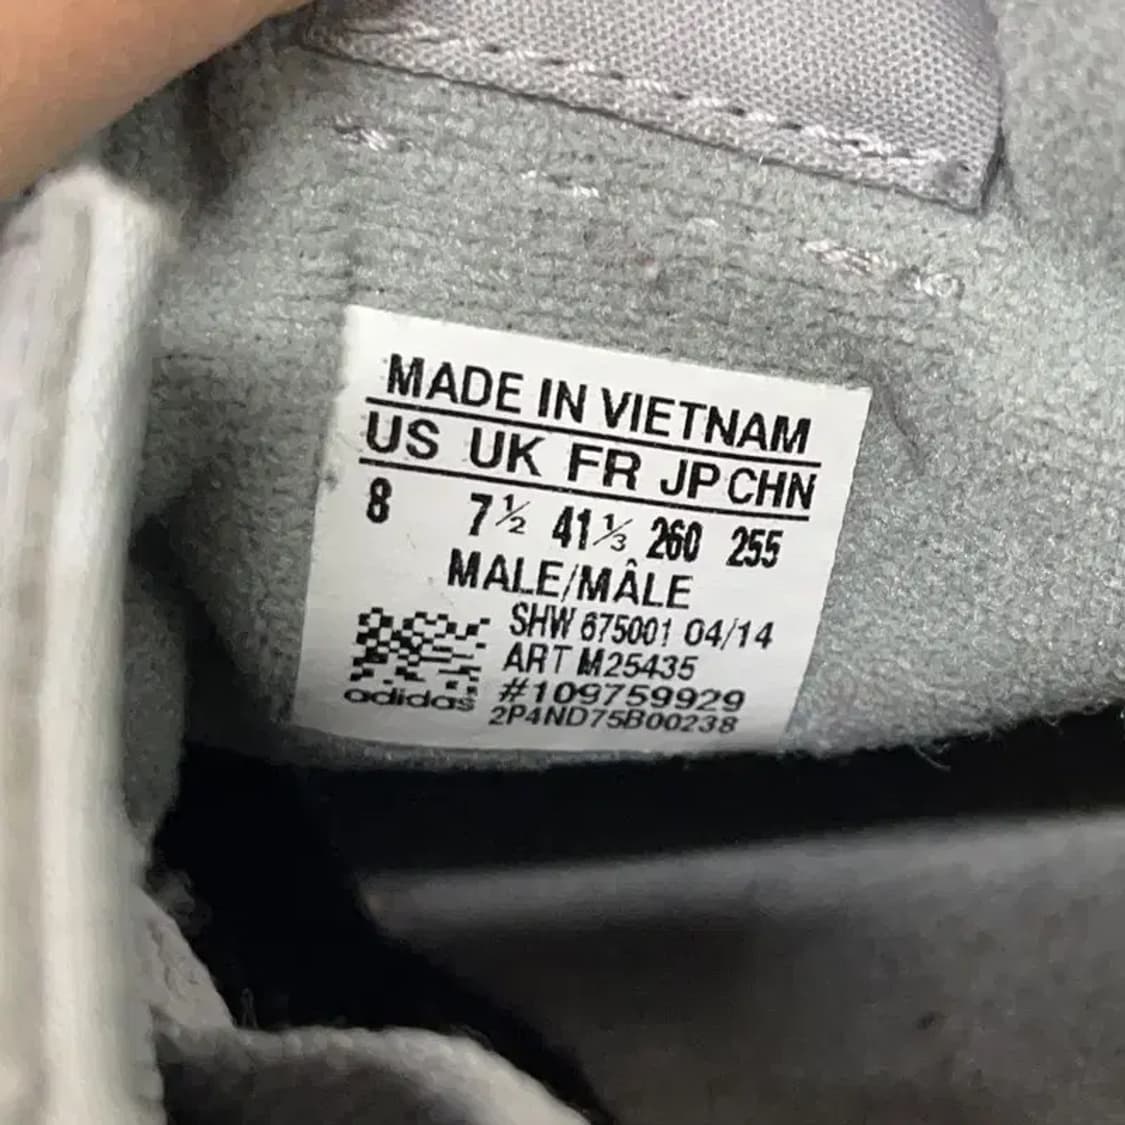 MADE IN VIETNAM
US UK FR JP CHN
8 7½ 41⅓ 260 255
MALE/MÂLE
SHW 675001 04/14
ART M25435
#109759929
adidas
2P4ND75B00238